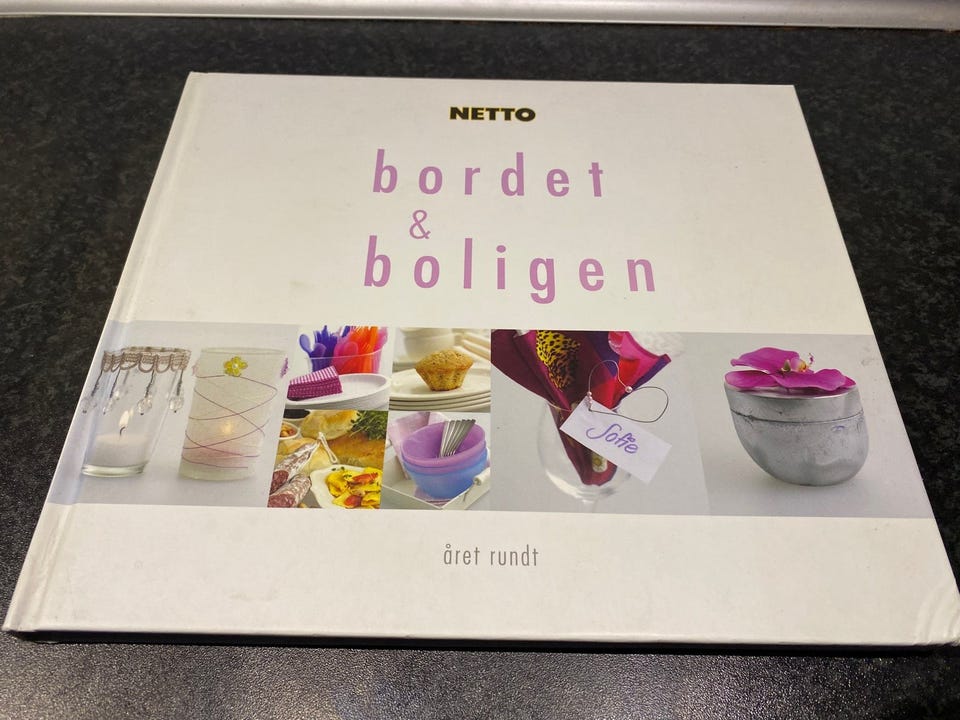 NETTO
bordet
&
boligen
Sofie
året rundt